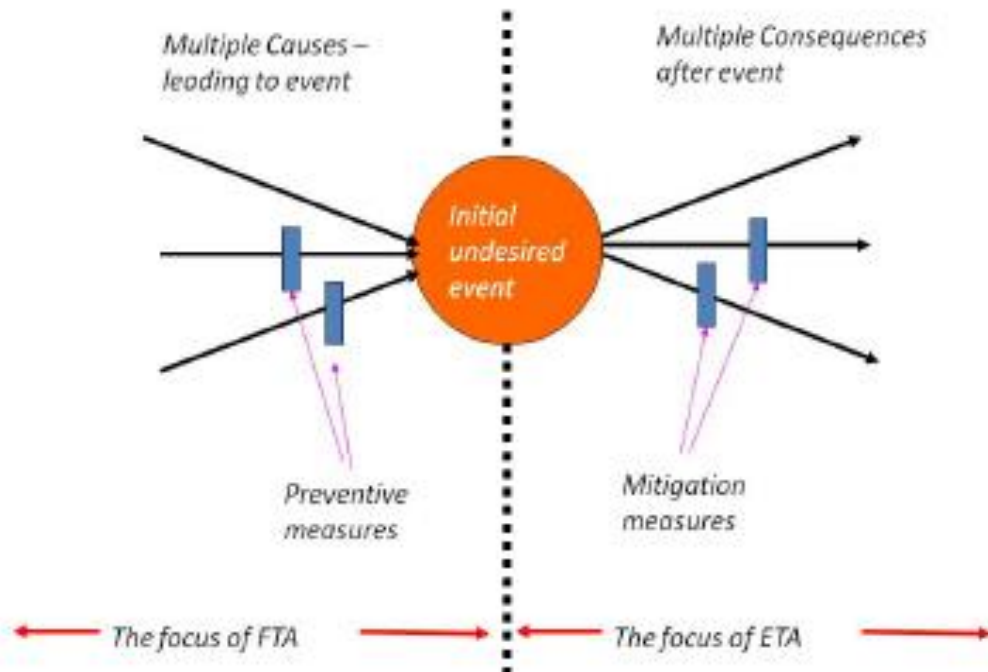 Multiple Causes –
leading to event
Multiple Consequences
after event
Initial
undesired
event
Preventive
measures
Mitigation
measures
The focus of FTA
The focus of ETA